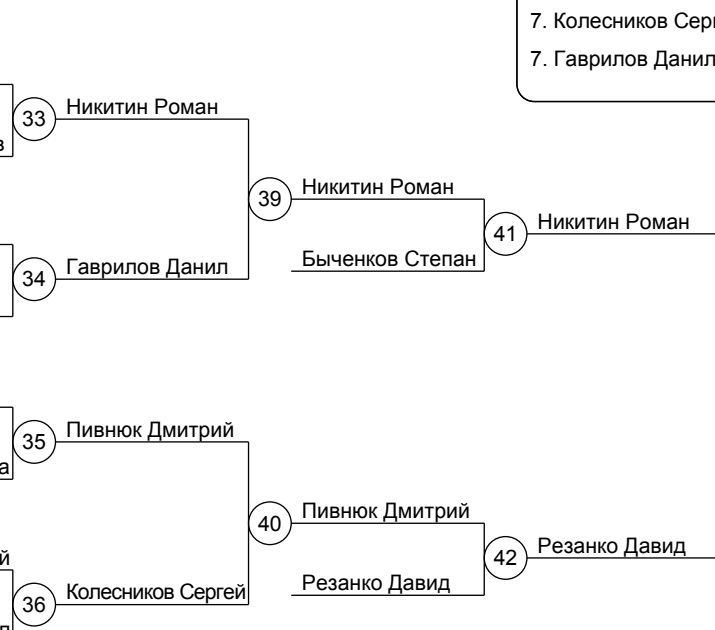 7. Колесников
7. Гаврилов Данил
33
Никитин Роман
39
Никитин Роман
41
Никитин Роман
Быченков Степан
34
Гаврилов Данил
35
Пивнюк Дмитрий
40
Пивнюк Дмитрий
42
Резанко Давид
Резанко Давид
36
Колесников Сергей